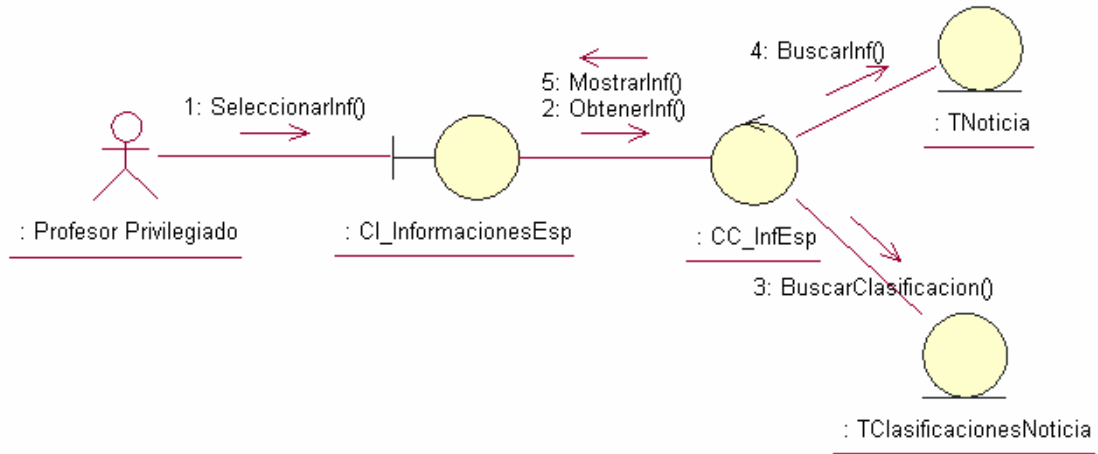 4: BuscarInf()
5: MostrarInf()
1: SeleccionarInf()
2: ObtenerInf()
: TNoticia
: Profesor Privilegiado
: CI_InformacionesEsp
: CC_InfEsp
3: BuscarClasificacion()
: TClasificacionesNoticia